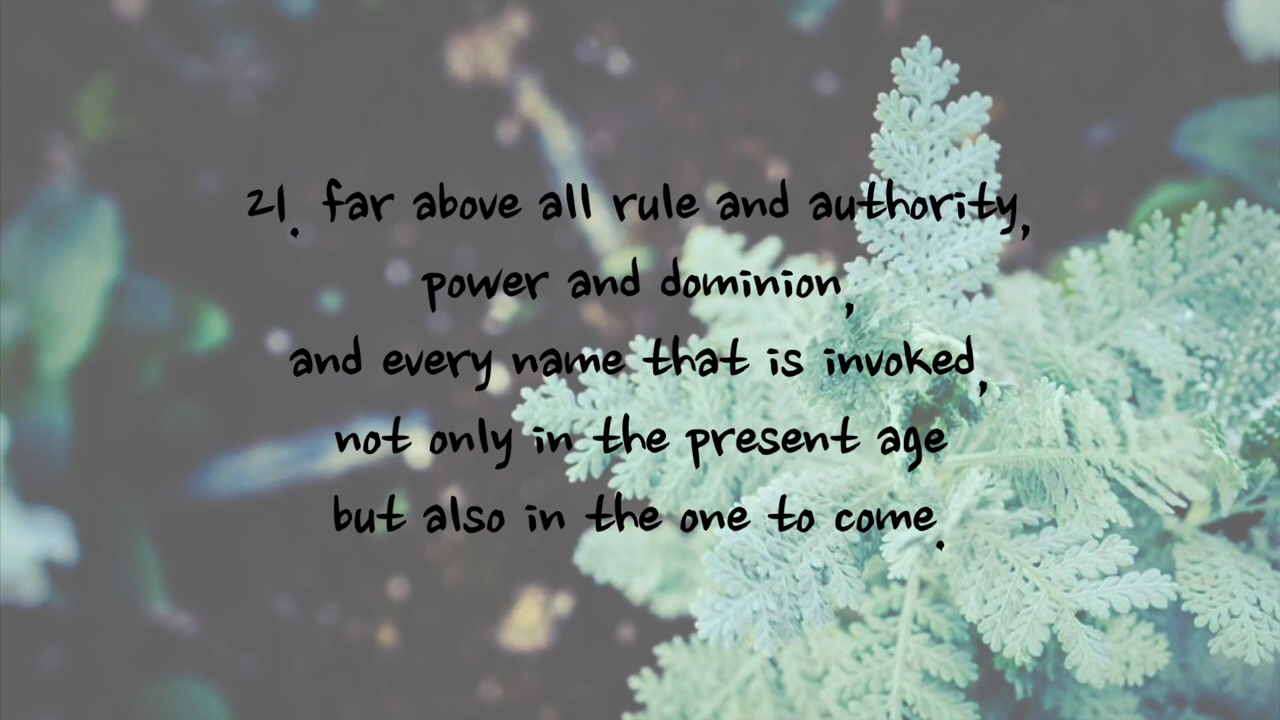 21. far above all rule and authority,
power and dominion,
and every name that is invoked,
not only in the present age
but also in the one to come.